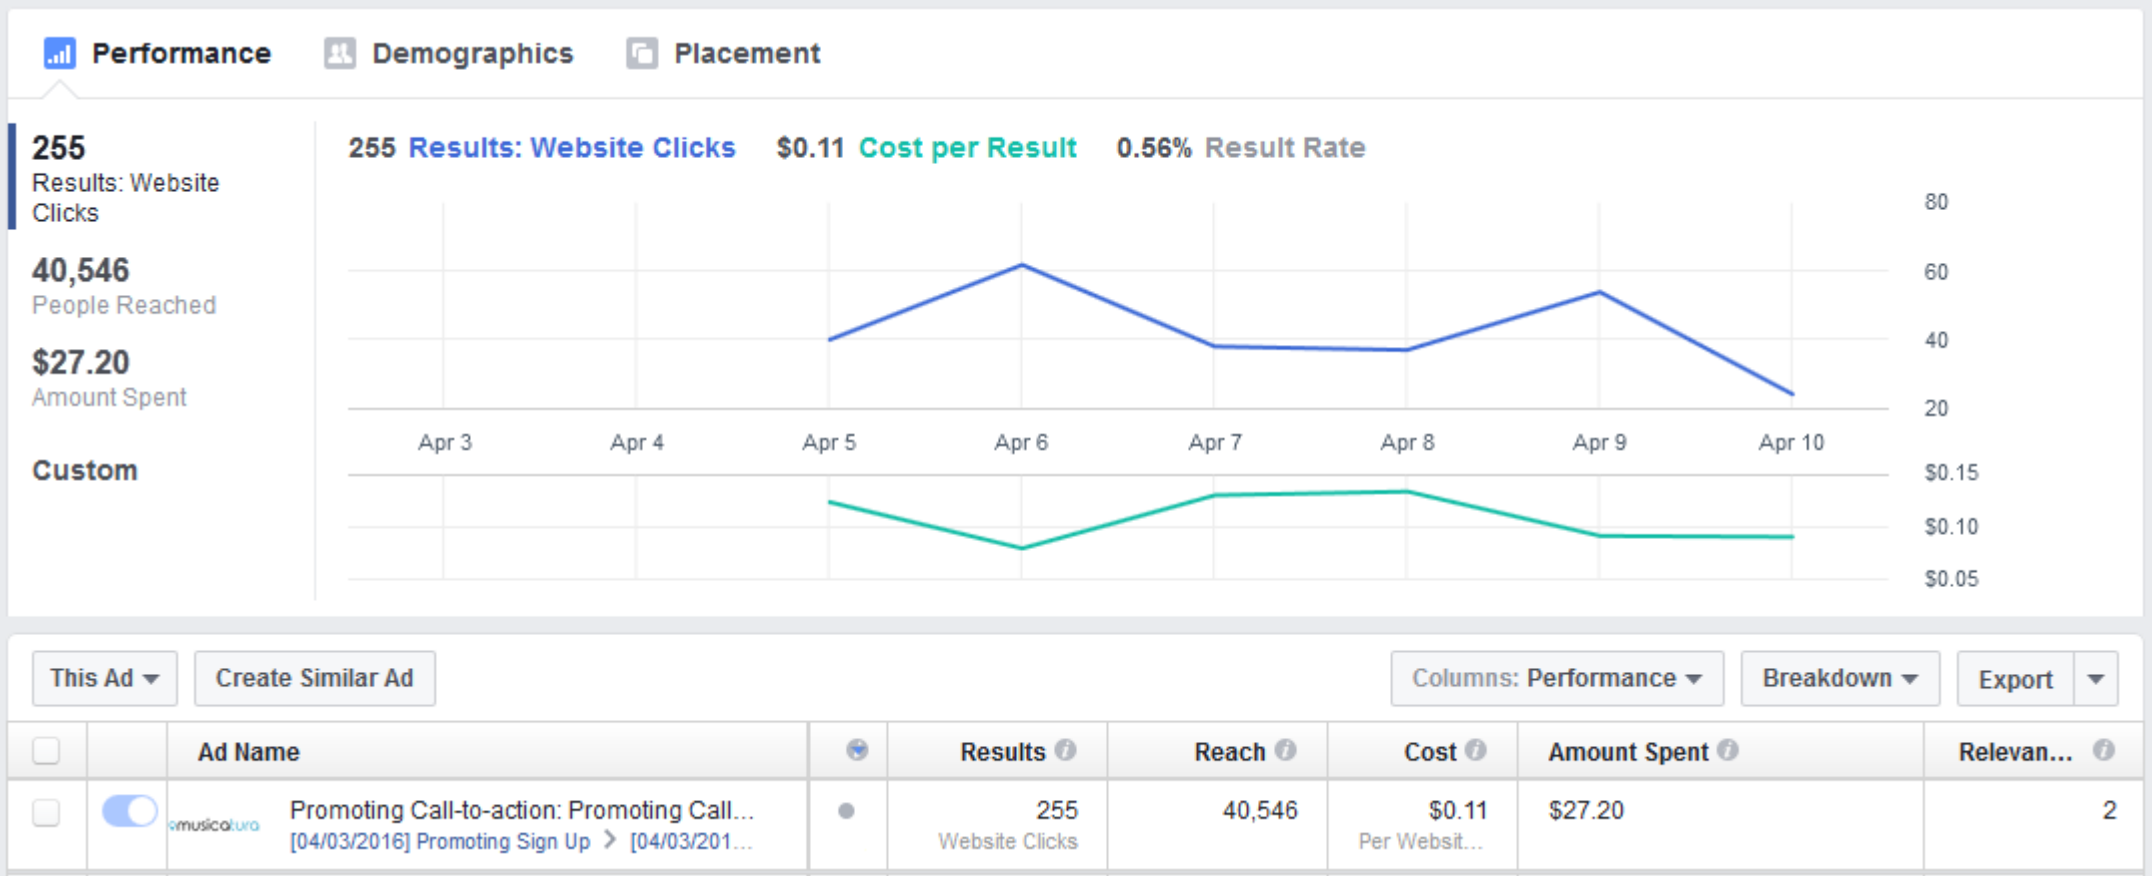 Performance Demographics Placement
255
Results: Website
Clicks
40,546
People Reached
$27.20
Amount Spent
Custom
255 Results: Website Clicks $0.11 Cost per Result 0.56% Result Rate
80
60
40
20
Apr 3 Apr 4 Apr 5 Apr 6 Apr 7 Apr 8 Apr 9 Apr 10
$0.15
$0.10
$0.05
This Ad Create Similar Ad Columns: Performance Breakdown Export
Ad Name Results Reach Cost Amount Spent Relevan...
musicatura Promoting Call-to-action: Promoting Call... 255 40,546 $0.11 $27.20 2
[04/03/2016] Promoting Sign Up > [04/03/201... Website Clicks Per Websit...